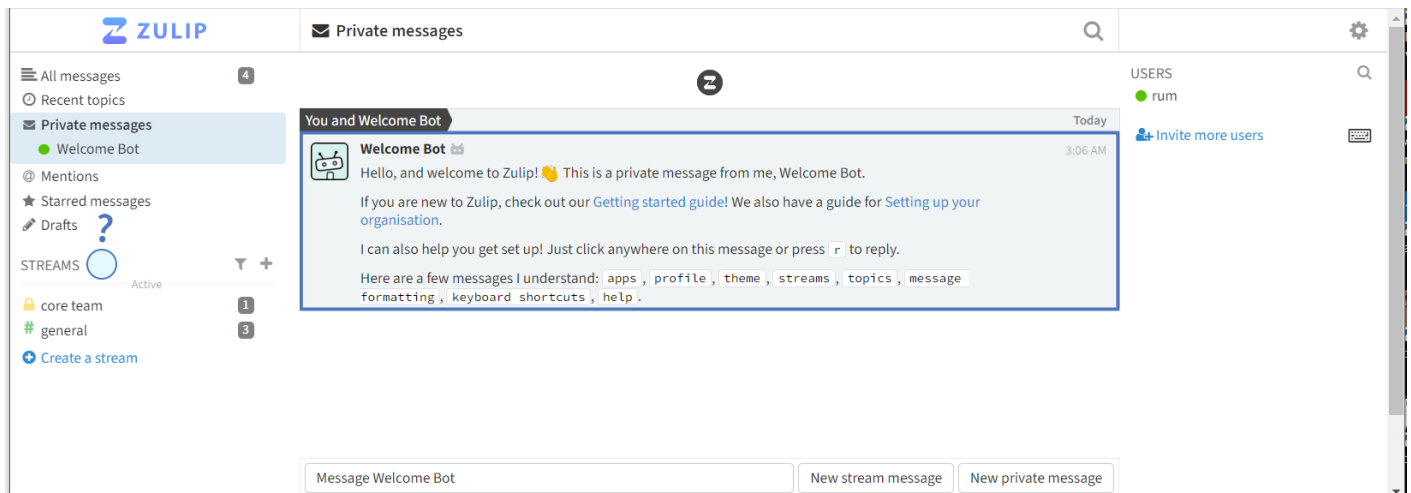 ZULIP
Private messages
All messages 4
Recent topics
Private messages
Welcome Bot
@ Mentions
Starred messages
Drafts
?
STREAMS
Active
core team 1
# general 3
Create a stream
You and Welcome Bot Today
Welcome Bot 3:06 AM
Hello, and welcome to Zulip! 👋 This is a private message from me, Welcome Bot.
If you are new to Zulip, check out our Getting started guide! We also have a guide for Setting up your
organisation.
I can also help you get set up! Just click anywhere on this message or press r to reply.
Here are a few messages I understand: apps , profile , theme , streams , topics , message
formatting , keyboard shortcuts , help .
Message Welcome Bot New stream message New private message
USERS
rum
Invite more users